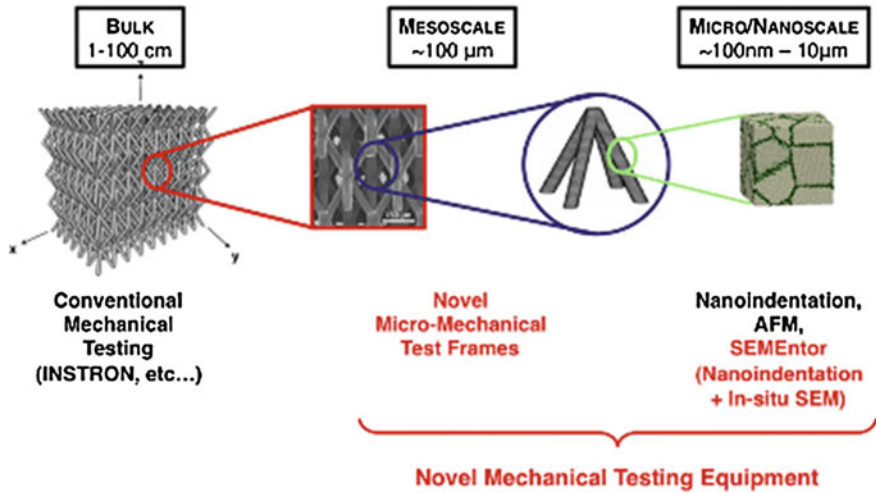 BULK
1-100 cm
MESOSCALE
~100 µm
MICRO/NANOSCALE
~100nm – 10µm
x
y
Conventional
Mechanical
Testing
(INSTRON, etc...)
Novel
Micro-Mechanical
Test Frames
Nanoindentation,
AFM,
SEMEntor
(Nanoindentation
+ In-situ SEM)
Novel Mechanical Testing Equipment